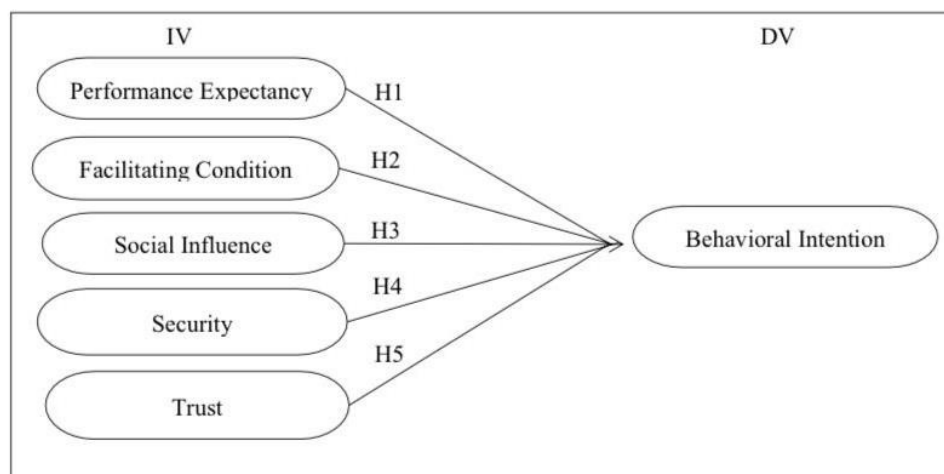 IV
DV
Performance Expectancy
H1
Facilitating Condition
H2
Social Influence
H3
Behavioral Intention
H4
Security
H5
Trust